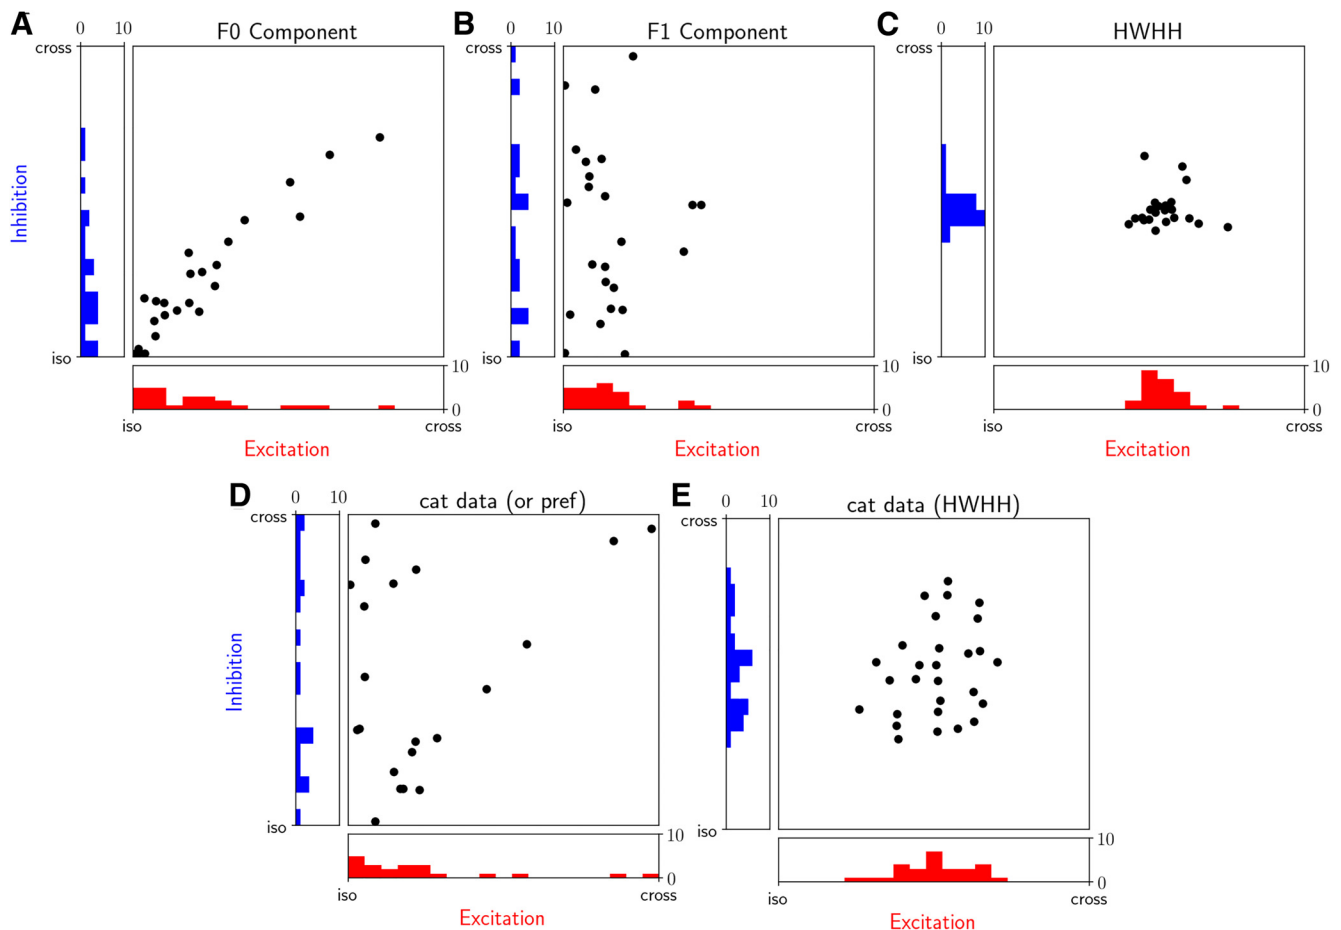 A B C
0 10 F0 Component 0 10 F1 Component 0 10 HWHH
cross cross cross
Inhibition
iso iso iso
10 10 10
0 0 0
iso cross iso cross iso cross
Excitation Excitation Excitation
D E
0 10 cat data (or pref) 0 10 cat data (HWHH)
cross cross
Inhibition
iso iso
10 10
0 0
iso cross iso cross
Excitation Excitation